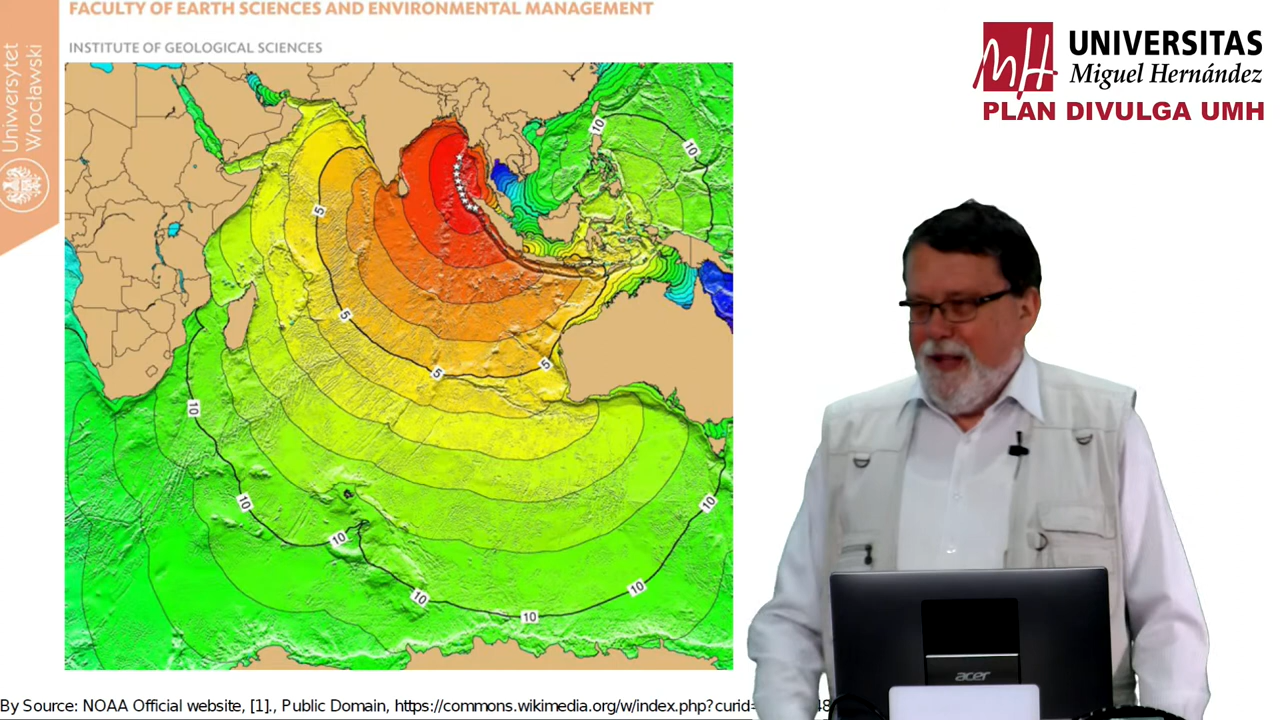 FACULTY OF EARTH SCIENCES AND ENVIRONMENTAL MANAGEMENT
INSTITUTE OF GEOLOGICAL SCIENCES
Uniwersytet
Wrocławski
UNIVERSITAS
Miguel Hernández
PLAN DIVULGA UMH
10
10
5
5
5
5
10
10
10
10
10
10
10
acer
By Source: NOAA Official website, [1]., Public Domain, https://commons.wikimedia.org/w/index.php?curid=